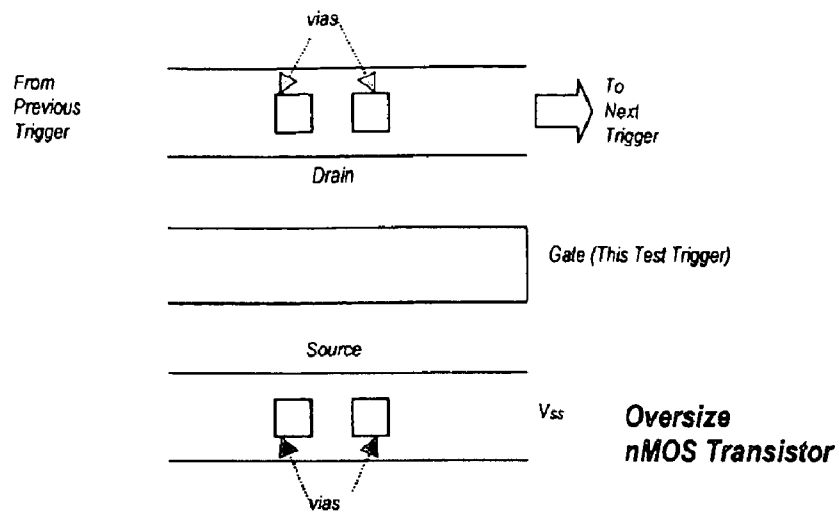 vias
From
Previous
Trigger
To
Next
Trigger
Drain
Gate (This Test Trigger)
Source
Vss
Oversize
nMOS Transistor
vias